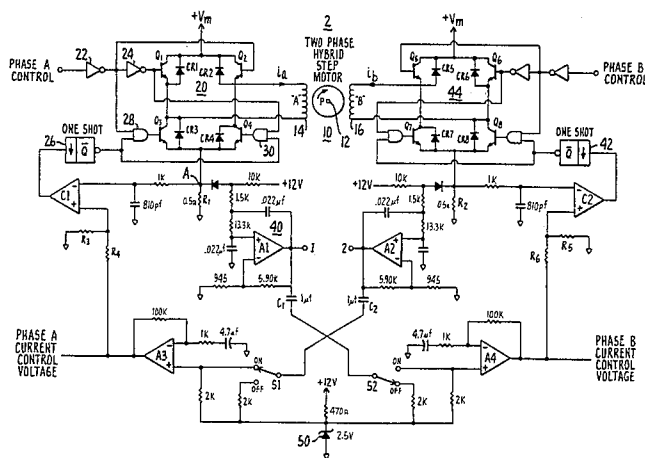 +Vm
2
+Vm
PHASE A
CONTROL
22
24
Q1
Q2
TWO PHASE
HYBRID
STEP
MOTOR
Q5
Q6
PHASE B
CONTROL
CR1
CR2
20
ia
ib
CR5
CR6
44
"A"
P
"B"
28
Q3
CR3
CR4
Q4
30
14
10
12
16
Q7
CR7
CR8
Q8
ONE SHOT
26
Q̅
ONE SHOT
Q̅
42
A
C1
1K
+12V
+12V
1K
C2
810pf
0.5Ω
R1
1.5K
10K
10K
1.5K
0.5Ω
R2
810pf
.022μf
.022μf
40
13.3K
13.3K
R3
R4
.022μf
A1
I
2
A2
.022μf
R5
R6
945
5.90K
5.90K
945
C1
1μf
C2
1μf
100K
100K
1K
4.7μf
4.7μf
1K
PHASE A
CURRENT
CONTROL
VOLTAGE
A3
A4
PHASE B
CURRENT
CONTROL
VOLTAGE
ON
S1
OFF
ON
S2
OFF
+12V
2K
2K
470Ω
2K
2K
50
2.5V